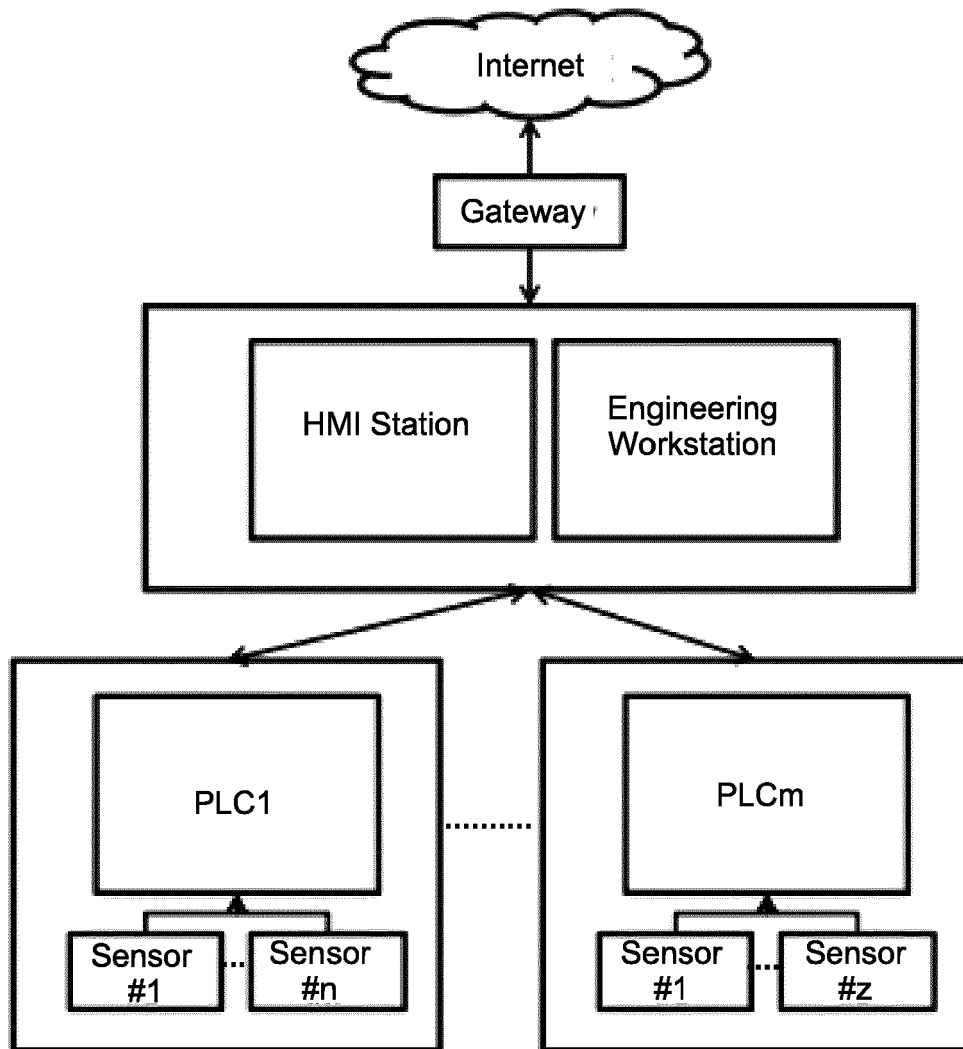 Internet
Gateway
HMI Station
Engineering
Workstation
PLC1
PLCm
Sensor
#1
Sensor
#n
Sensor
#1
Sensor
#z